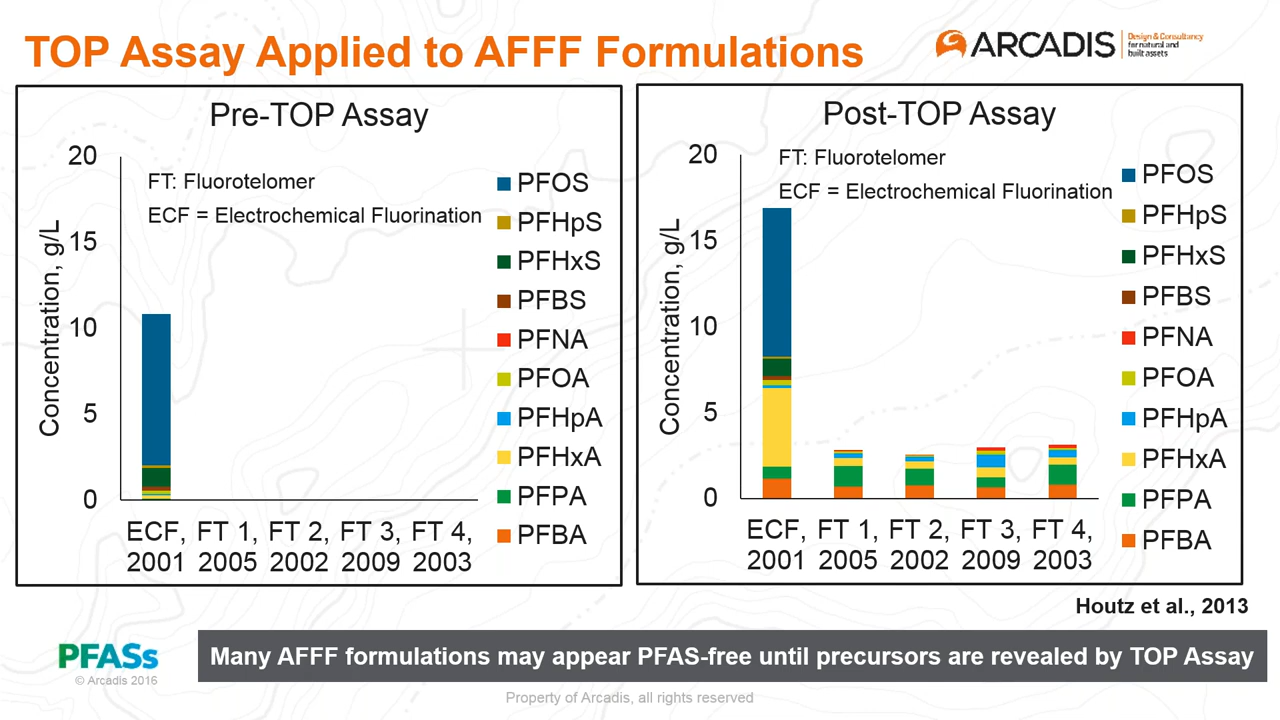 TOP Assay Applied to AFFF Formulations
ARCADIS
Design & Consultancy
for natural and
built assets
Pre-TOP Assay
Concentration, g/L
20
15
10
5
0
FT: Fluorotelomer
ECF = Electrochemical Fluorination
PFOS
PFHpS
PFHxS
PFBS
PFNA
PFOA
PFHpA
PFHxA
PFPA
PFBA
ECF, FT 1, FT 2, FT 3, FT 4,
2001 2005 2002 2009 2003
Post-TOP Assay
Concentration, g/L
20
15
10
5
0
FT: Fluorotelomer
ECF = Electrochemical Fluorination
PFOS
PFHpS
PFHxS
PFBS
PFNA
PFOA
PFHpA
PFHxA
PFPA
PFBA
ECF, FT 1, FT 2, FT 3, FT 4,
2001 2005 2002 2009 2003
Houtz et al., 2013
PFASs
© Arcadis 2016
Many AFFF formulations may appear PFAS-free until precursors are revealed by TOP Assay
Property of Arcadis, all rights reserved